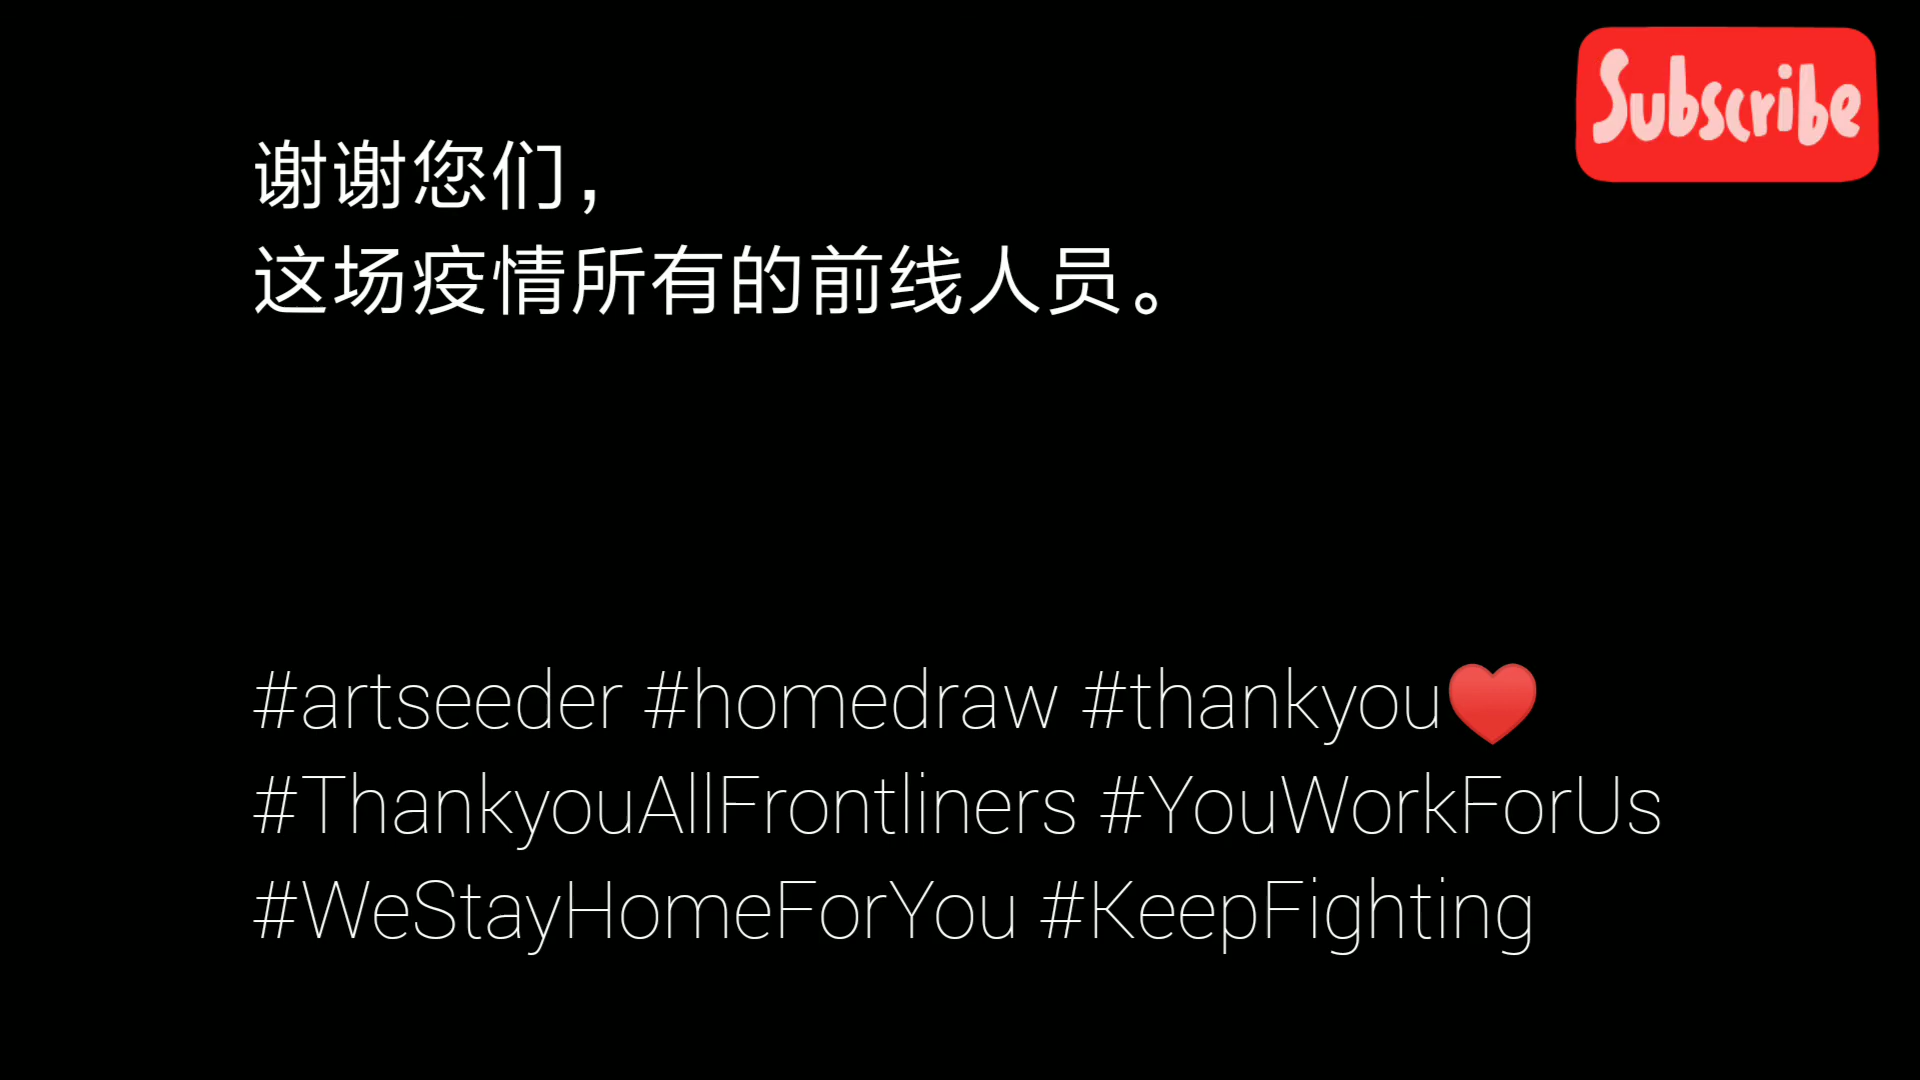 Subscribe
谢谢您们，
这场疫情所有的前线人员。
#artseeder #homedraw #thankyou♥️
#ThankyouAllFrontliners #YouWorkForUs
#WeStayHomeForYou #KeepFighting